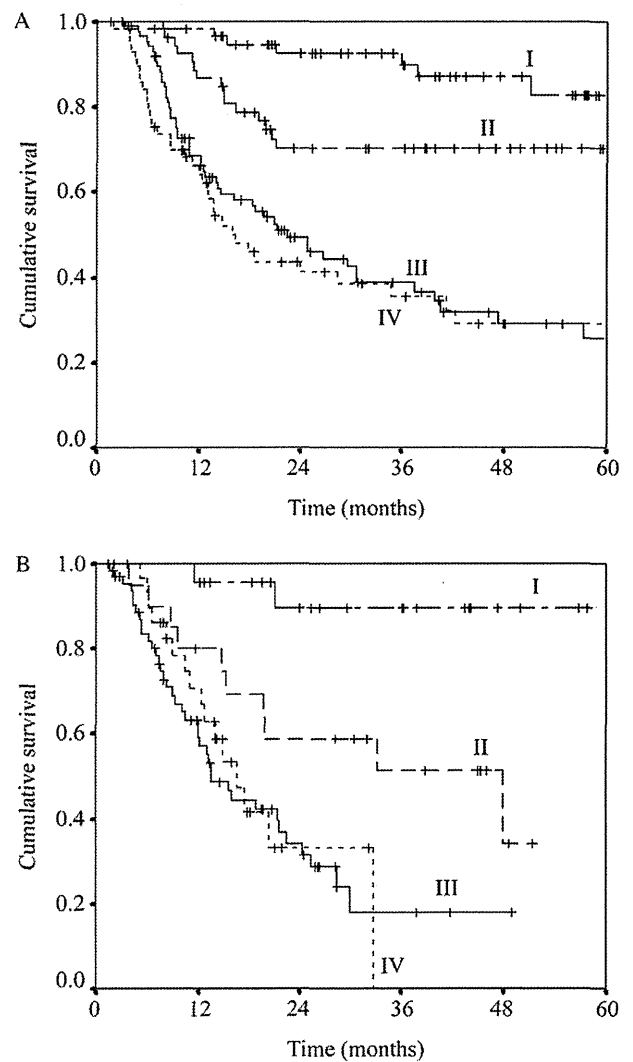 A
1.0
I
0.8
II
0.6
Cumulative survival
III
0.4
IV
0.2
0.0
0 12 24 36 48 60
Time (months)
B
1.0
I
0.8
0.6
II
Cumulative survival
0.4
III
0.2
IV
0.0
0 12 24 36 48 60
Time (months)